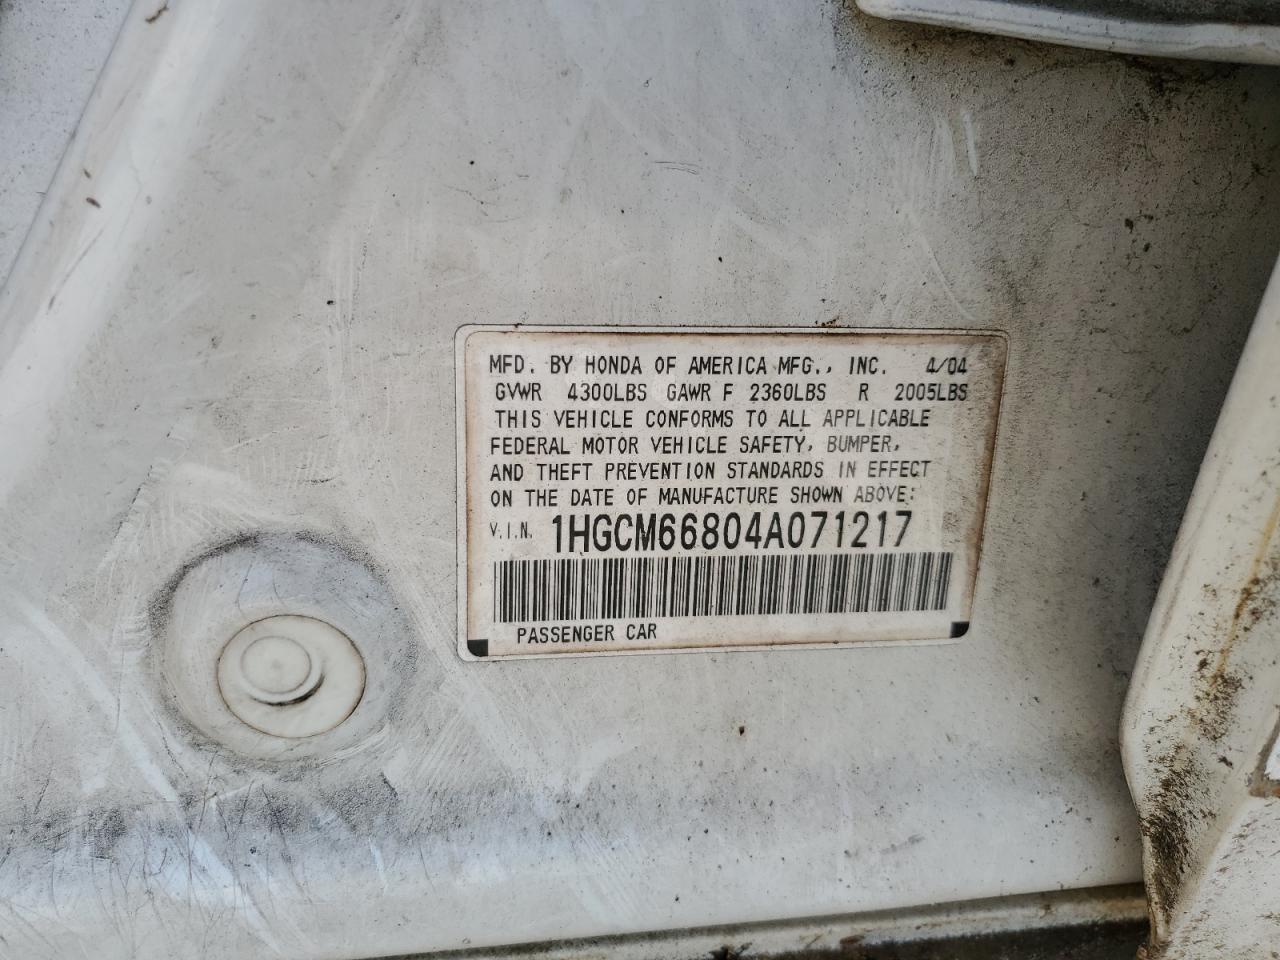 MFD. BY HONDA OF AMERICA MFG., INC. 4/04
GVWR 4300LBS GAWR F 2360LBS R 2005LBS
THIS VEHICLE CONFORMS TO ALL APPLICABLE
FEDERAL MOTOR VEHICLE SAFETY, BUMPER,
AND THEFT PREVENTION STANDARDS IN EFFECT
ON THE DATE OF MANUFACTURE SHOWN ABOVE:
V.I.N. 1HGCM66804A071217
PASSENGER CAR